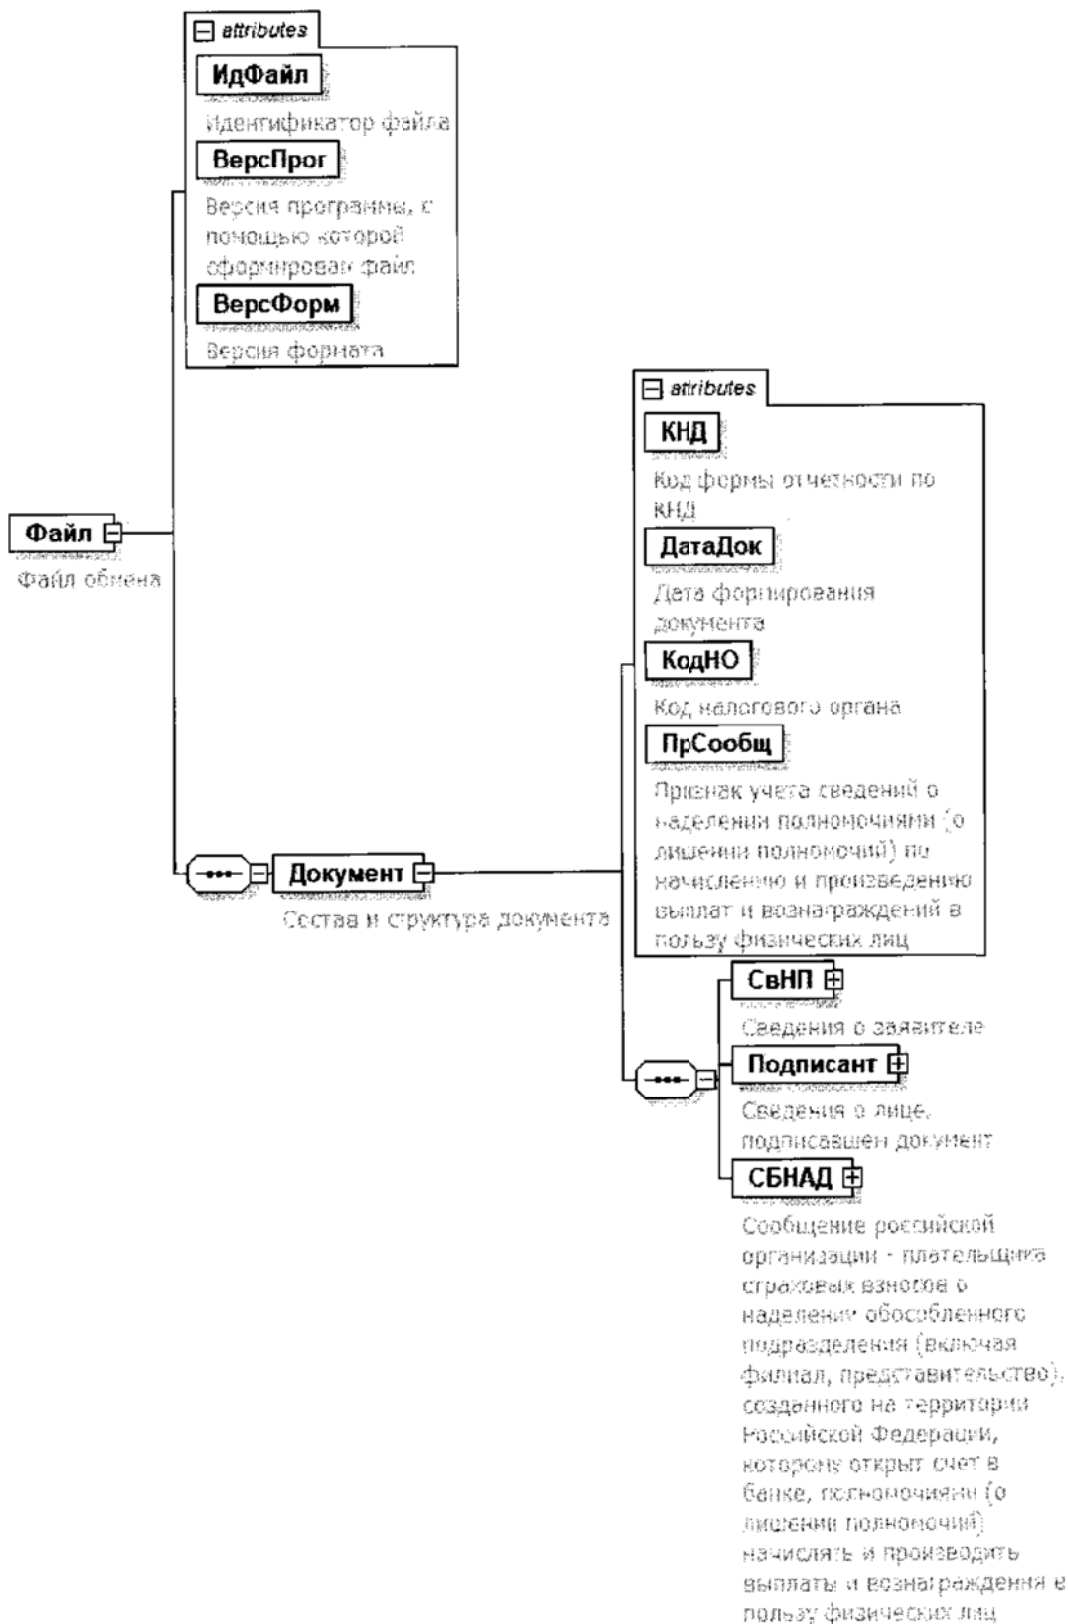 attributes
ИдФайл
Идентификатор файла
ВерсПрог
Версия программы, с
помощью которой
сформирован файл
ВерсФорм
Версия формата
Файл
Файл обмена
attributes
КНД
Код формы отчетности по
КНД
ДатаДок
Дата формирования
документа
КодНО
Код налогового органа
ПрСообщ
Признак учета сведений о
наделении полномочиями (о
лишении полномочий) по
начислению и произведению
выплат и вознаграждений в
пользу физических лиц
Документ
Состав и структура документа
СвНП
Сведения о заявителе
Подписант
Сведения о лице,
подписавшем документ
СБНАД
Сообщение российской
организации - плательщика
страховых взносов о
наделении обособленного
подразделения (включая
филиал, представительство),
созданного на территории
Российской Федерации,
которому открыт счет в
банке, полномочиями (о
лишении полномочий)
начислять и производить
выплаты и вознаграждения в
пользу физических лиц